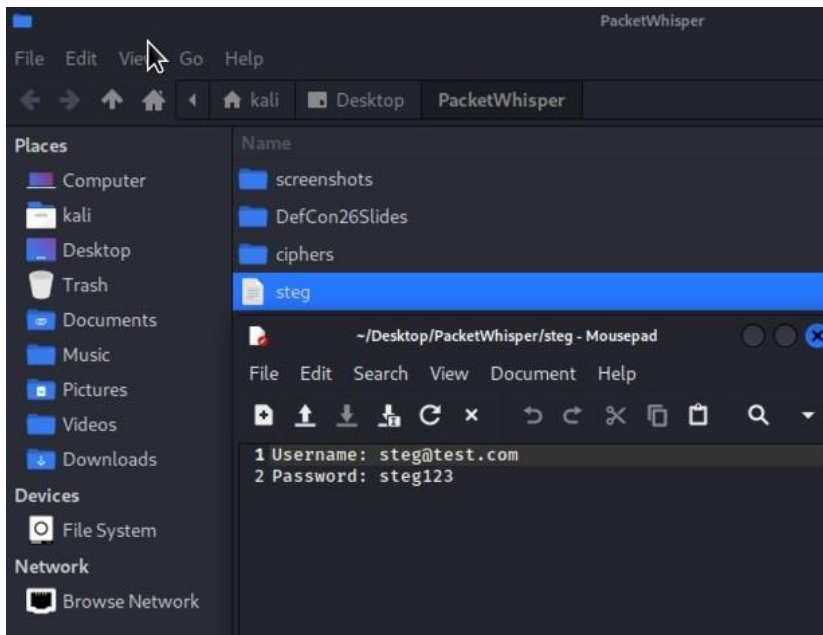 PacketWhisper
File Edit View Go Help
kali Desktop PacketWhisper
Places
Computer
kali
Desktop
Trash
Documents
Music
Pictures
Videos
Downloads
Devices
File System
Network
Browse Network
Name
screenshots
DefCon26Slides
ciphers
steg
~/Desktop/PacketWhisper/steg - Mousepad
File Edit Search View Document Help
1 Username: steg@test.com
2 Password: steg123